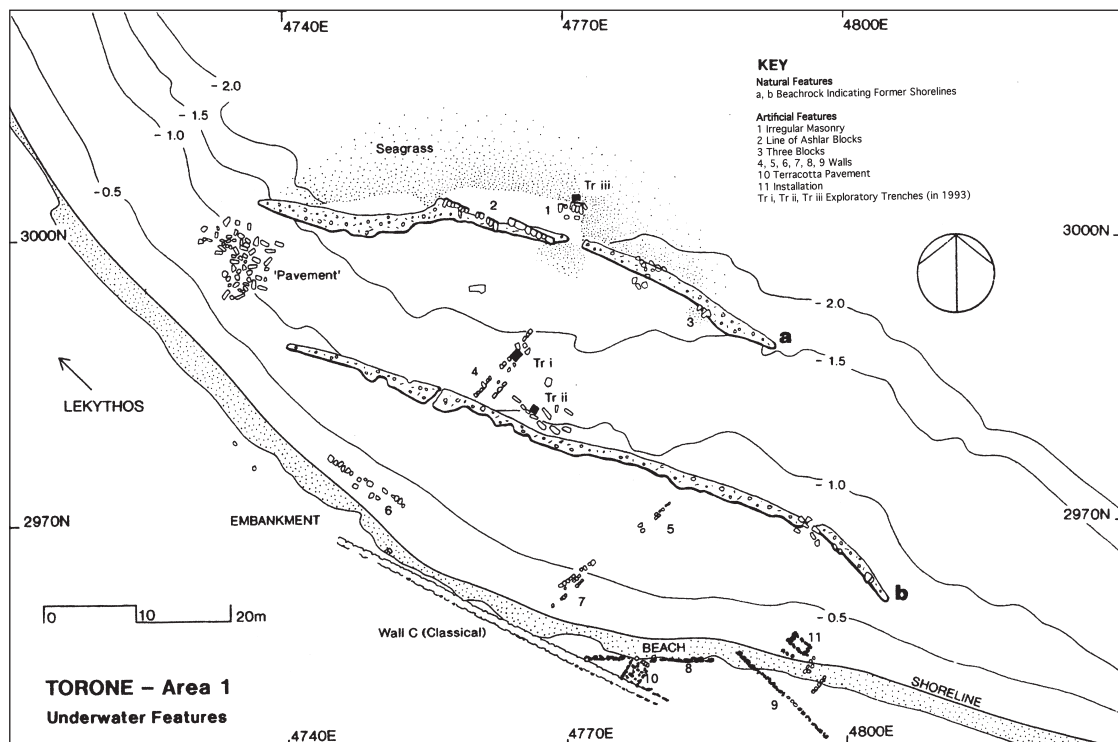 4740E
4770E
4800E
KEY
Natural Features
a, b Beachrock Indicating Former Shorelines
Artificial Features
1 Irregular Masonry
2 Line of Ashlar Blocks
3 Three Blocks
4, 5, 6, 7, 8, 9 Walls
10 Terracotta Pavement
11 Installation
Tr i, Tr ii, Tr iii Exploratory Trenches (in 1993)
- 2.0
- 1.5
- 1.0
- 0.5
Seagrass
Tr iii
2
1
3000N
3000N
'Pavement'
- 2.0
3
a
- 1.5
Tr i
4
Tr ii
LEKYTHOS
- 1.0
6
EMBANKMENT
2970N
5
2970N
7
b
- 0.5
0 10 20m
Wall C (Classical)
BEACH
11
8
10
SHORELINE
9
TORONE – Area 1
Underwater Features
4740E
4770E
4800E